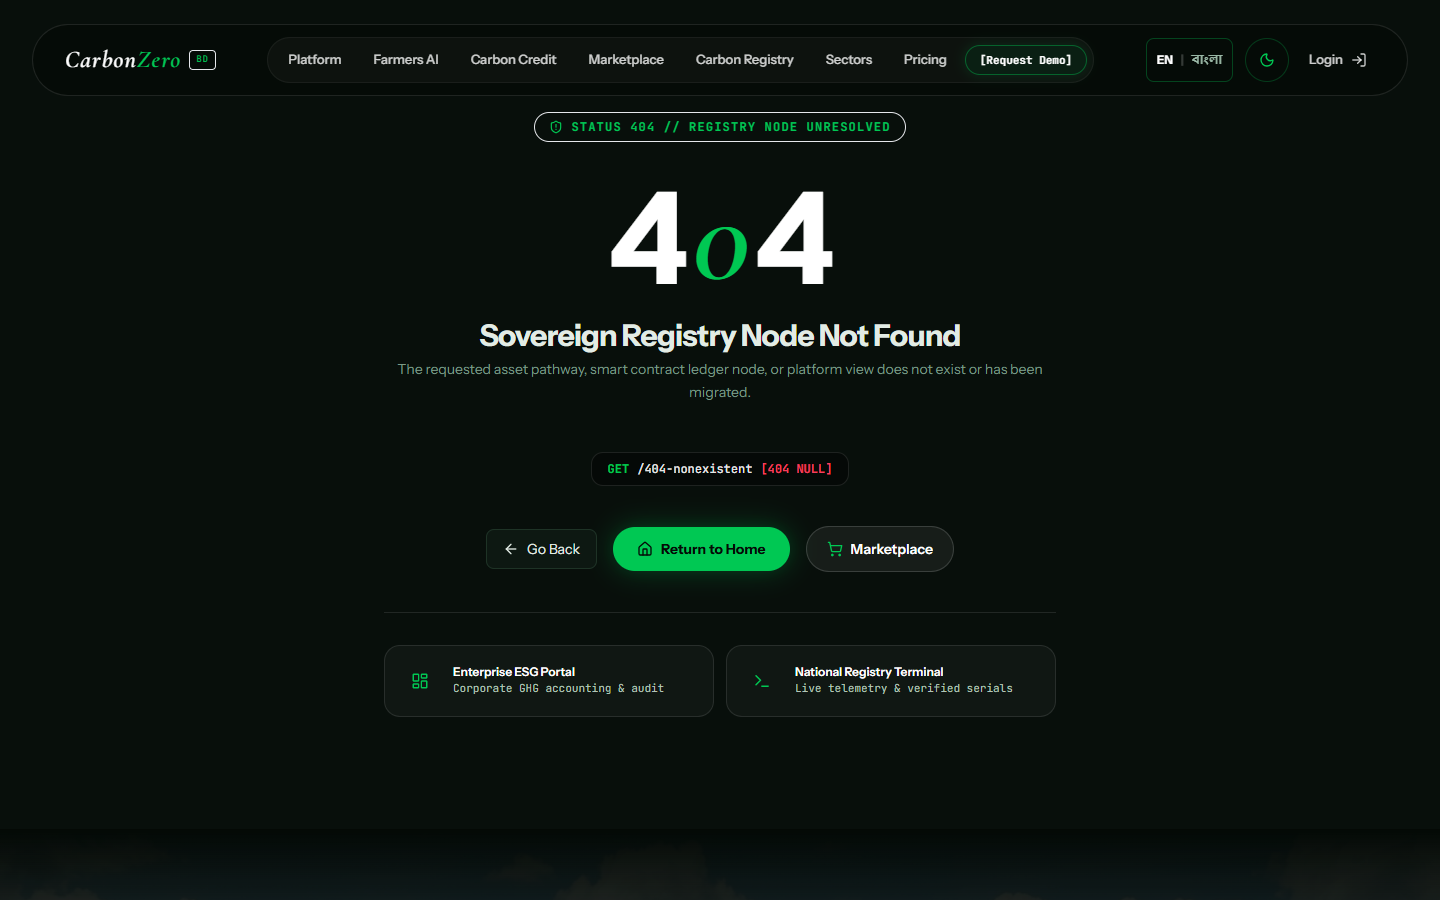 CarbonZero BD
Platform
Farmers AI
Carbon Credit
Marketplace
Carbon Registry
Sectors
Pricing
[Request Demo]
EN | বাংলা
Login
STATUS 404 // REGISTRY NODE UNRESOLVED
404
Sovereign Registry Node Not Found
The requested asset pathway, smart contract ledger node, or platform view does not exist or has been
migrated.
GET /404-nonexistent [404 NULL]
Go Back
Return to Home
Marketplace
Enterprise ESG Portal
Corporate GHG accounting & audit
National Registry Terminal
Live telemetry & verified serials